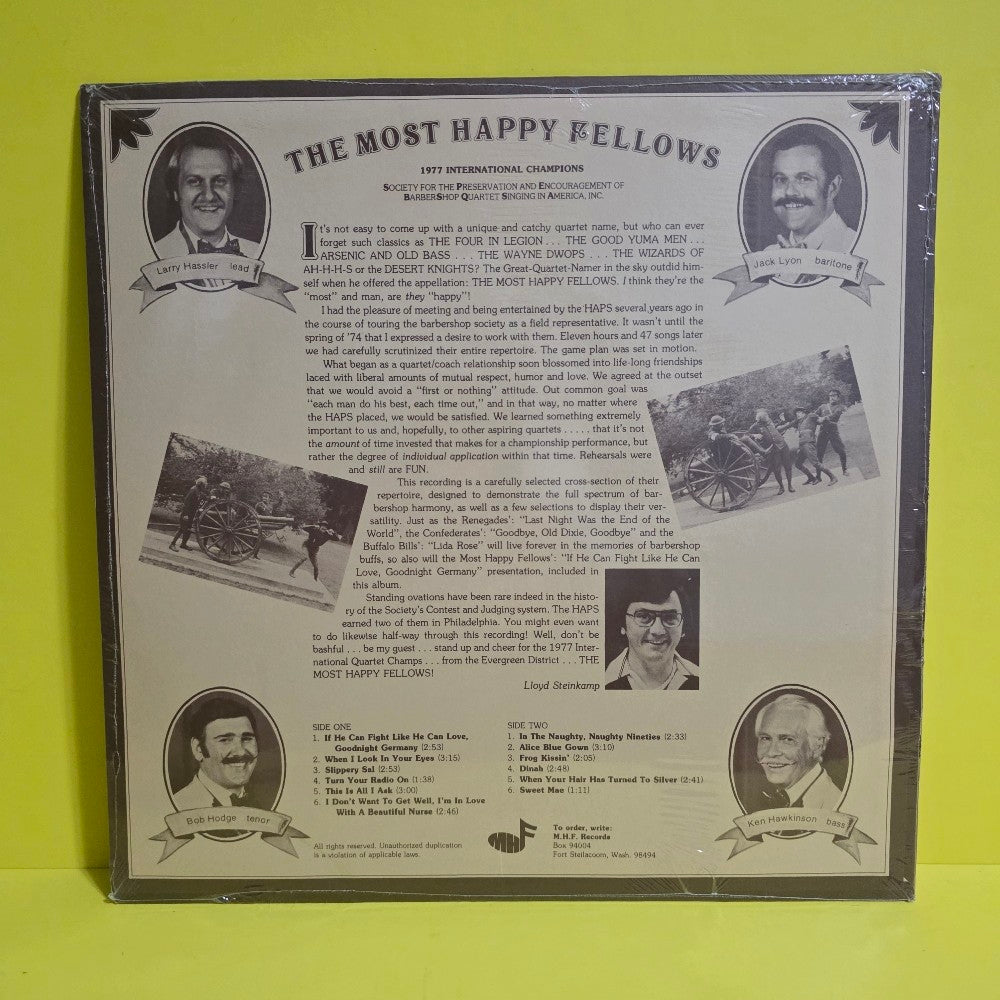 THE MOST HAPPY FELLOWS
1977 INTERNATIONAL CHAMPIONS
SOCIETY FOR THE PRESERVATION AND ENCOURAGEMENT OF
BARBERSHOP QUARTET SINGING IN AMERICA, INC.
Larry Hassler lead
Jack Lyon baritone
It's not easy to come up with a unique and catchy quartet name, but who can ever
forget such classics as THE FOUR IN LEGION . . . THE GOOD YUMA MEN . . .
ARSENIC AND OLD BASS . . . THE WAYNE DWOPS . . . THE WIZARDS OF
AH-H-H-S or the DESERT KNIGHTS? The Great-Quartet-Namer in the sky outdid him-
self when he offered the appellation: THE MOST HAPPY FELLOWS. I think they're the
"most" and man, are they "happy"!
I had the pleasure of meeting and being entertained by the HAPS several years ago in
the course of touring the barbershop society as a field representative. It wasn't until the
spring of '74 that I expressed a desire to work with them. Eleven hours and 47 songs later
we had carefully scrutinized their entire repertoire. The game plan was set in motion.
What began as a quartet/coach relationship soon blossomed into life-long friendships
laced with liberal amounts of mutual respect, humor and love. We agreed at the outset
that we would avoid a "first or nothing" attitude. Out common goal was
"each man do his best, each time out," and in that way, no matter where
the HAPS placed, we would be satisfied. We learned something extremely
important to us and, hopefully, to other aspiring quartets . . . . , that it's not
the amount of time invested that makes for a championship performance, but
rather the degree of individual application within that time. Rehearsals were
and still are FUN.
This recording is a carefully selected cross-section of their
repertoire, designed to demonstrate the full spectrum of bar-
bershop harmony, as well as a few selections to display their ver-
satility. Just as the Renegades': "Last Night Was the End of the
World", the Confederates': "Goodbye, Old Dixie, Goodbye" and the
Buffalo Bills': "Lida Rose" will live forever in the memories of barbershop
buffs, so also will the Most Happy Fellows': "If He Can Fight Like He Can
Love, Goodnight Germany" presentation, included in
this album.
Standing ovations have been rare indeed in the histo-
ry of the Society's Contest and Judging system. The HAPS
earned two of them in Philadelphia. You might even want
to do likewise half-way through this recording! Well, don't be
bashful . . . be my guest . . . stand up and cheer for the 1977 Inter-
national Quartet Champs . . . from the Evergreen District . . . THE
MOST HAPPY FELLOWS!
Lloyd Steinkamp
SIDE ONE
1. If He Can Fight Like He Can Love,
Goodnight Germany (2:53)
2. When I Look In Your Eyes (3:15)
3. Slippery Sal (2:53)
4. Turn Your Radio On (1:38)
5. This Is All I Ask (3:00)
6. I Don't Want To Get Well, I'm In Love
With A Beautiful Nurse (2:46)
SIDE TWO
1. In The Naughty, Naughty Nineties (2:33)
2. Alice Blue Gown (3:10)
3. Frog Kissin' (2:05)
4. Dinah (2:48)
5. When Your Hair Has Turned To Silver (2:41)
6. Sweet Mae (1:11)
Bob Hodge tenor
Ken Hawkinson bass
All rights reserved. Unauthorized duplication
is a violation of applicable laws.
MHF
To order, write:
M.H.F. Records
Box 94004
Fort Steilacoom, Wash. 98494